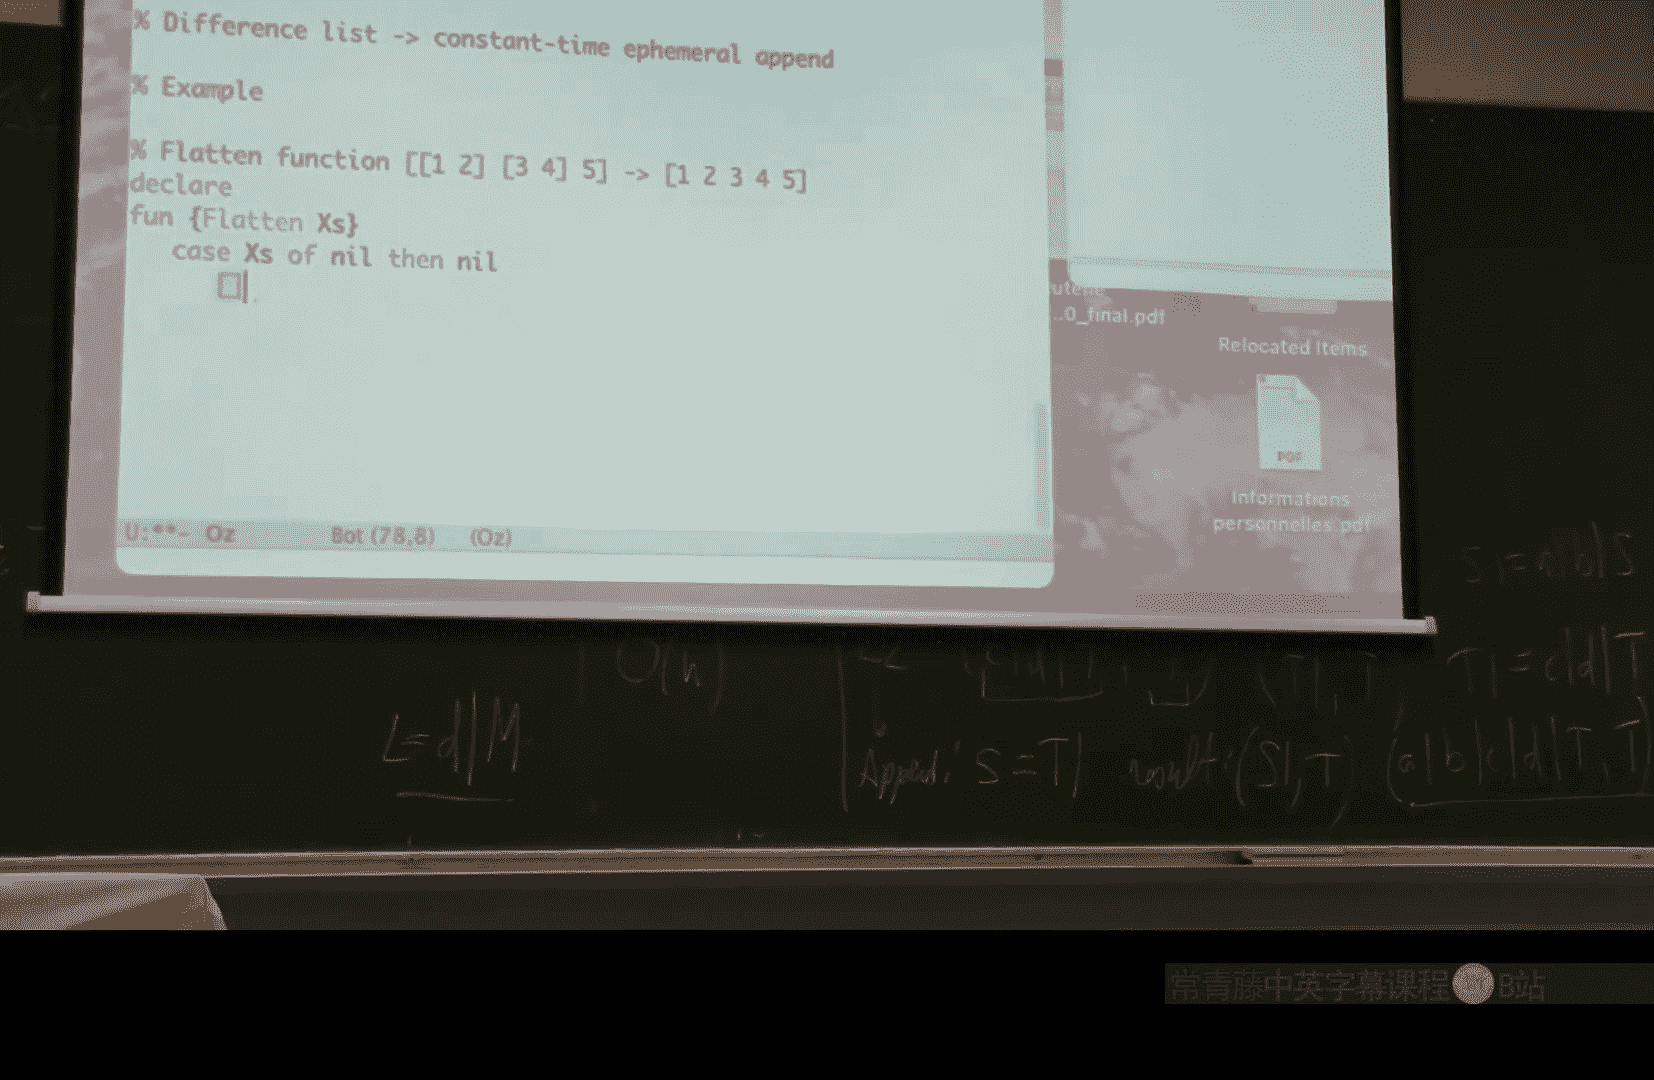 % Difference list -> constant-time ephemeral append
% Example
% Flatten function [[1 2] [3 4] 5] -> [1 2 3 4 5]
declare
fun {Flatten Xs}
case Xs of nil then nil
[]
U:**- Oz Bot (78,8) (Oz)
..0_final.pdf
Relocated Items
PDF
Informations
personnelles.pdf
S1=a|b|S
O(n)
T1=c|d|T
L=d|M
Append: S=T result:(S1,T) (a|b|c|d|T,T)
常青藤中英字幕课程 B站